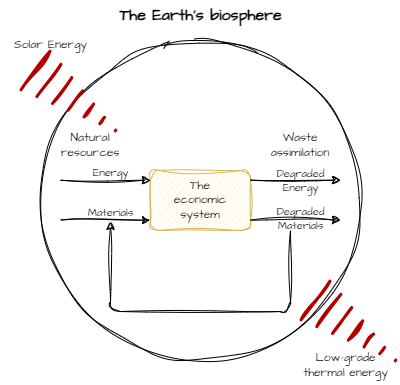 The Earth's biosphere
Solar Energy
Natural
resources
Waste
assimilation
Energy
Degraded
Energy
The
economic
system
Materials
Degraded
Materials
Low-grade
thermal energy